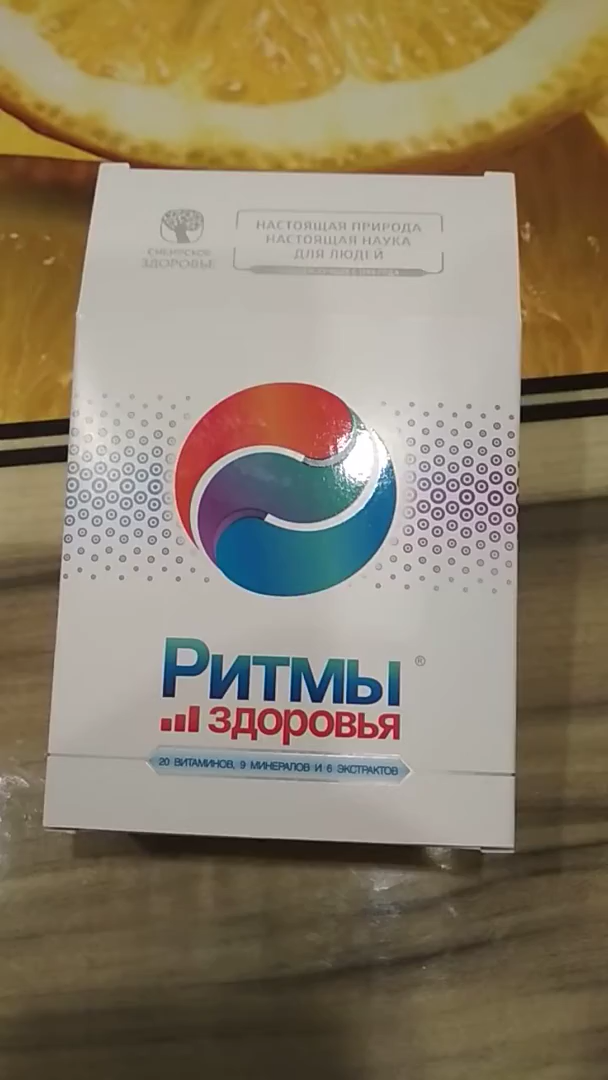 СИБИРСКОЕ
ЗДОРОВЬЕ
НАСТОЯЩАЯ ПРИРОДА
НАСТОЯЩАЯ НАУКА
ДЛЯ ЛЮДЕЙ
РИТМЫ ®
ЗДОРОВЬЯ
20 ВИТАМИНОВ, 9 МИНЕРАЛОВ И 6 ЭКСТРАКТОВ